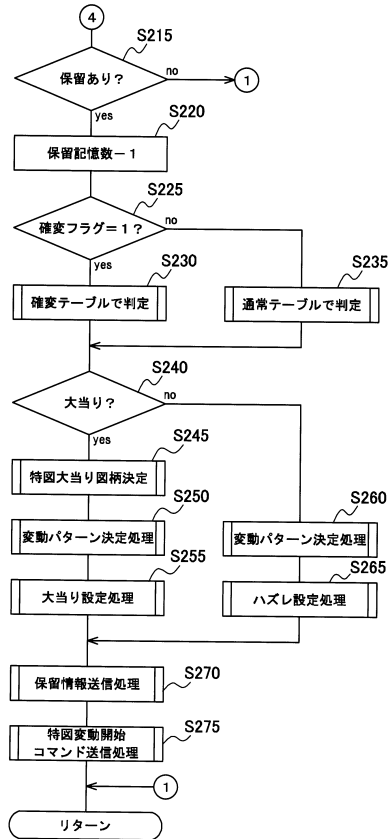 4
S215
保留あり？
no
1
yes
S220
保留記憶数－１
S225
確変フラグ＝１？
no
yes
S230
確変テーブルで判定
S235
通常テーブルで判定
S240
大当り？
no
yes
S245
特図大当り図柄決定
S250
変動パターン決定処理
S260
変動パターン決定処理
S255
大当り設定処理
S265
ハズレ設定処理
S270
保留情報送信処理
S275
特図変動開始
コマンド送信処理
1
リターン